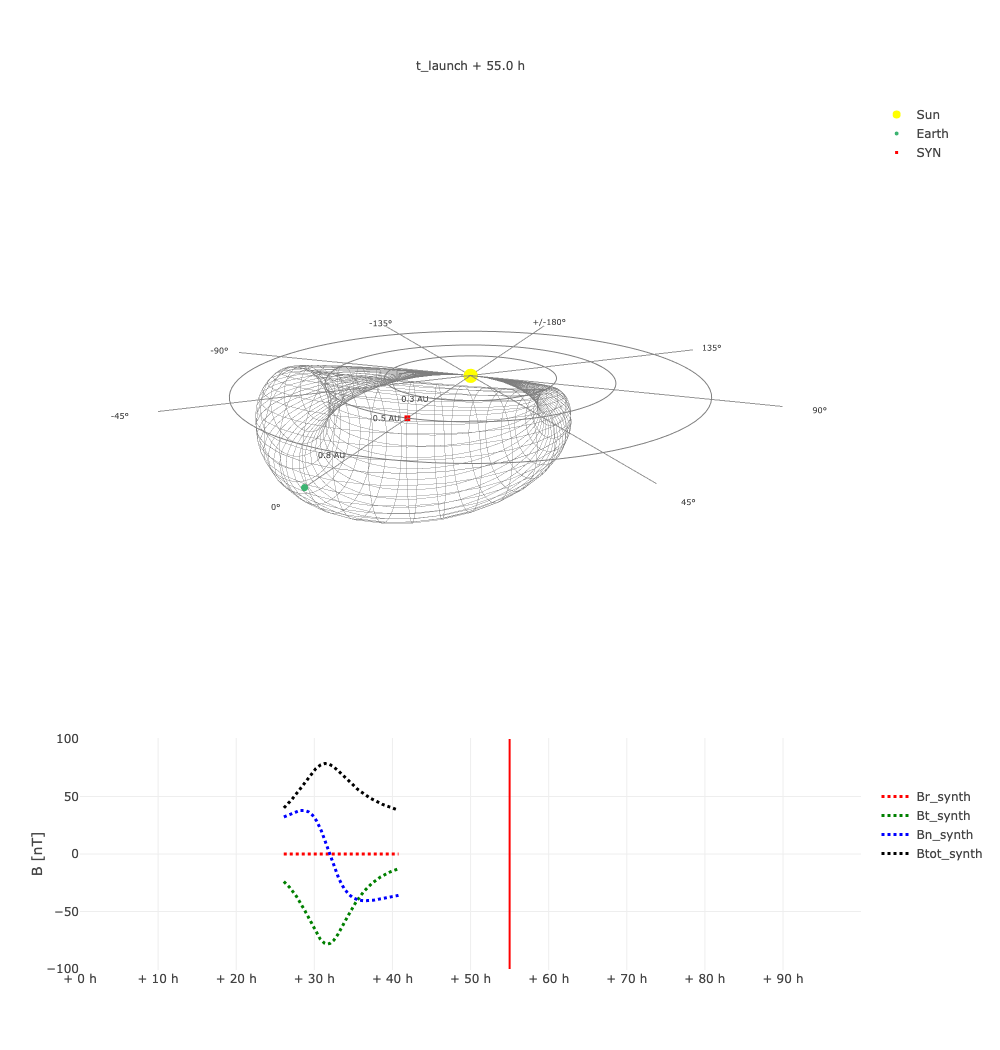 t_launch + 55.0 h
Sun
Earth
SYN
-135°
+/-180°
-90°
135°
-45°
90°
0.3 AU
0.5 AU
0.8 AU
0°
45°
100
50
0
−50
−100
B [nT]
+ 0 h
+ 10 h
+ 20 h
+ 30 h
+ 40 h
+ 50 h
+ 60 h
+ 70 h
+ 80 h
+ 90 h
Br_synth
Bt_synth
Bn_synth
Btot_synth